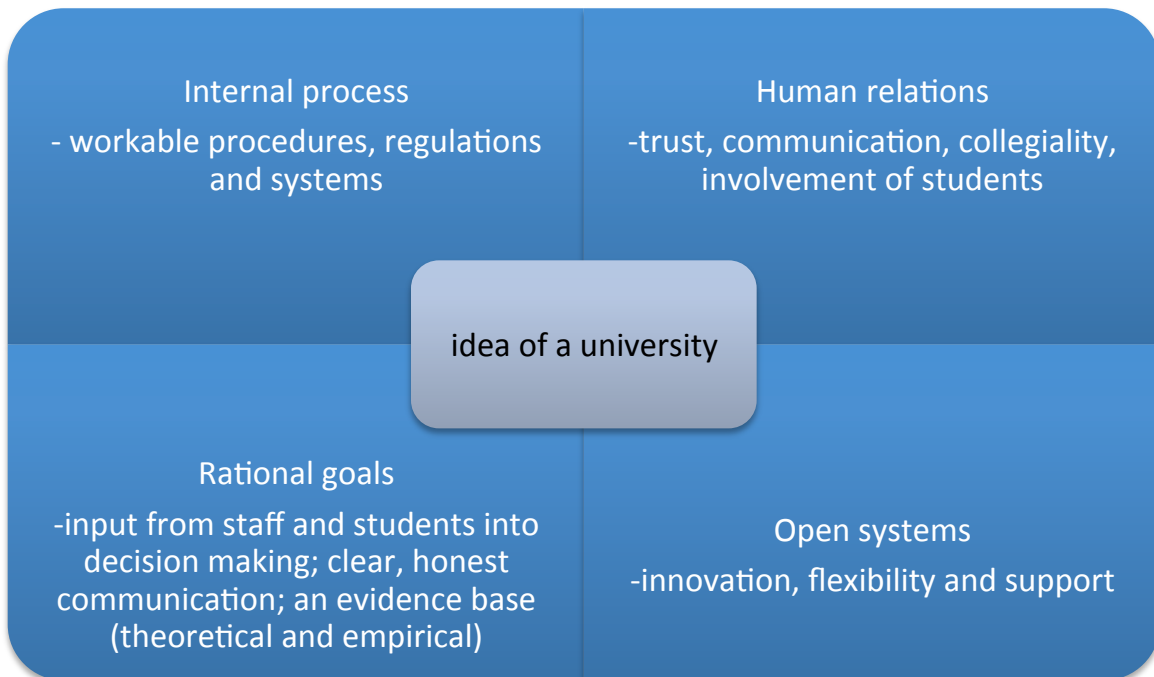 Internal process
- workable procedures, regulations
and systems
Human relations
-trust, communication, collegiality,
involvement of students
idea of a university
Rational goals
-input from staff and students into
decision making; clear, honest
communication; an evidence base
(theoretical and empirical)
Open systems
-innovation, flexibility and support